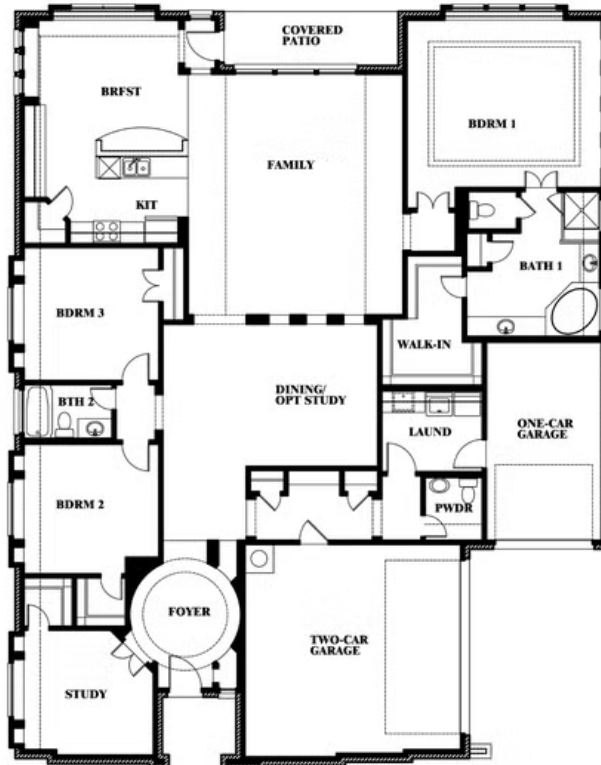 COVERED
PATIO
BRFST
BDRM 1
FAMILY
KIT
BATH 1
BDRM 3
WALK-IN
DINING/
OPT STUDY
BTH 2
LAUND
ONE-CAR
GARAGE
BDRM 2
PWDR
FOYER
TWO-CAR
GARAGE
STUDY